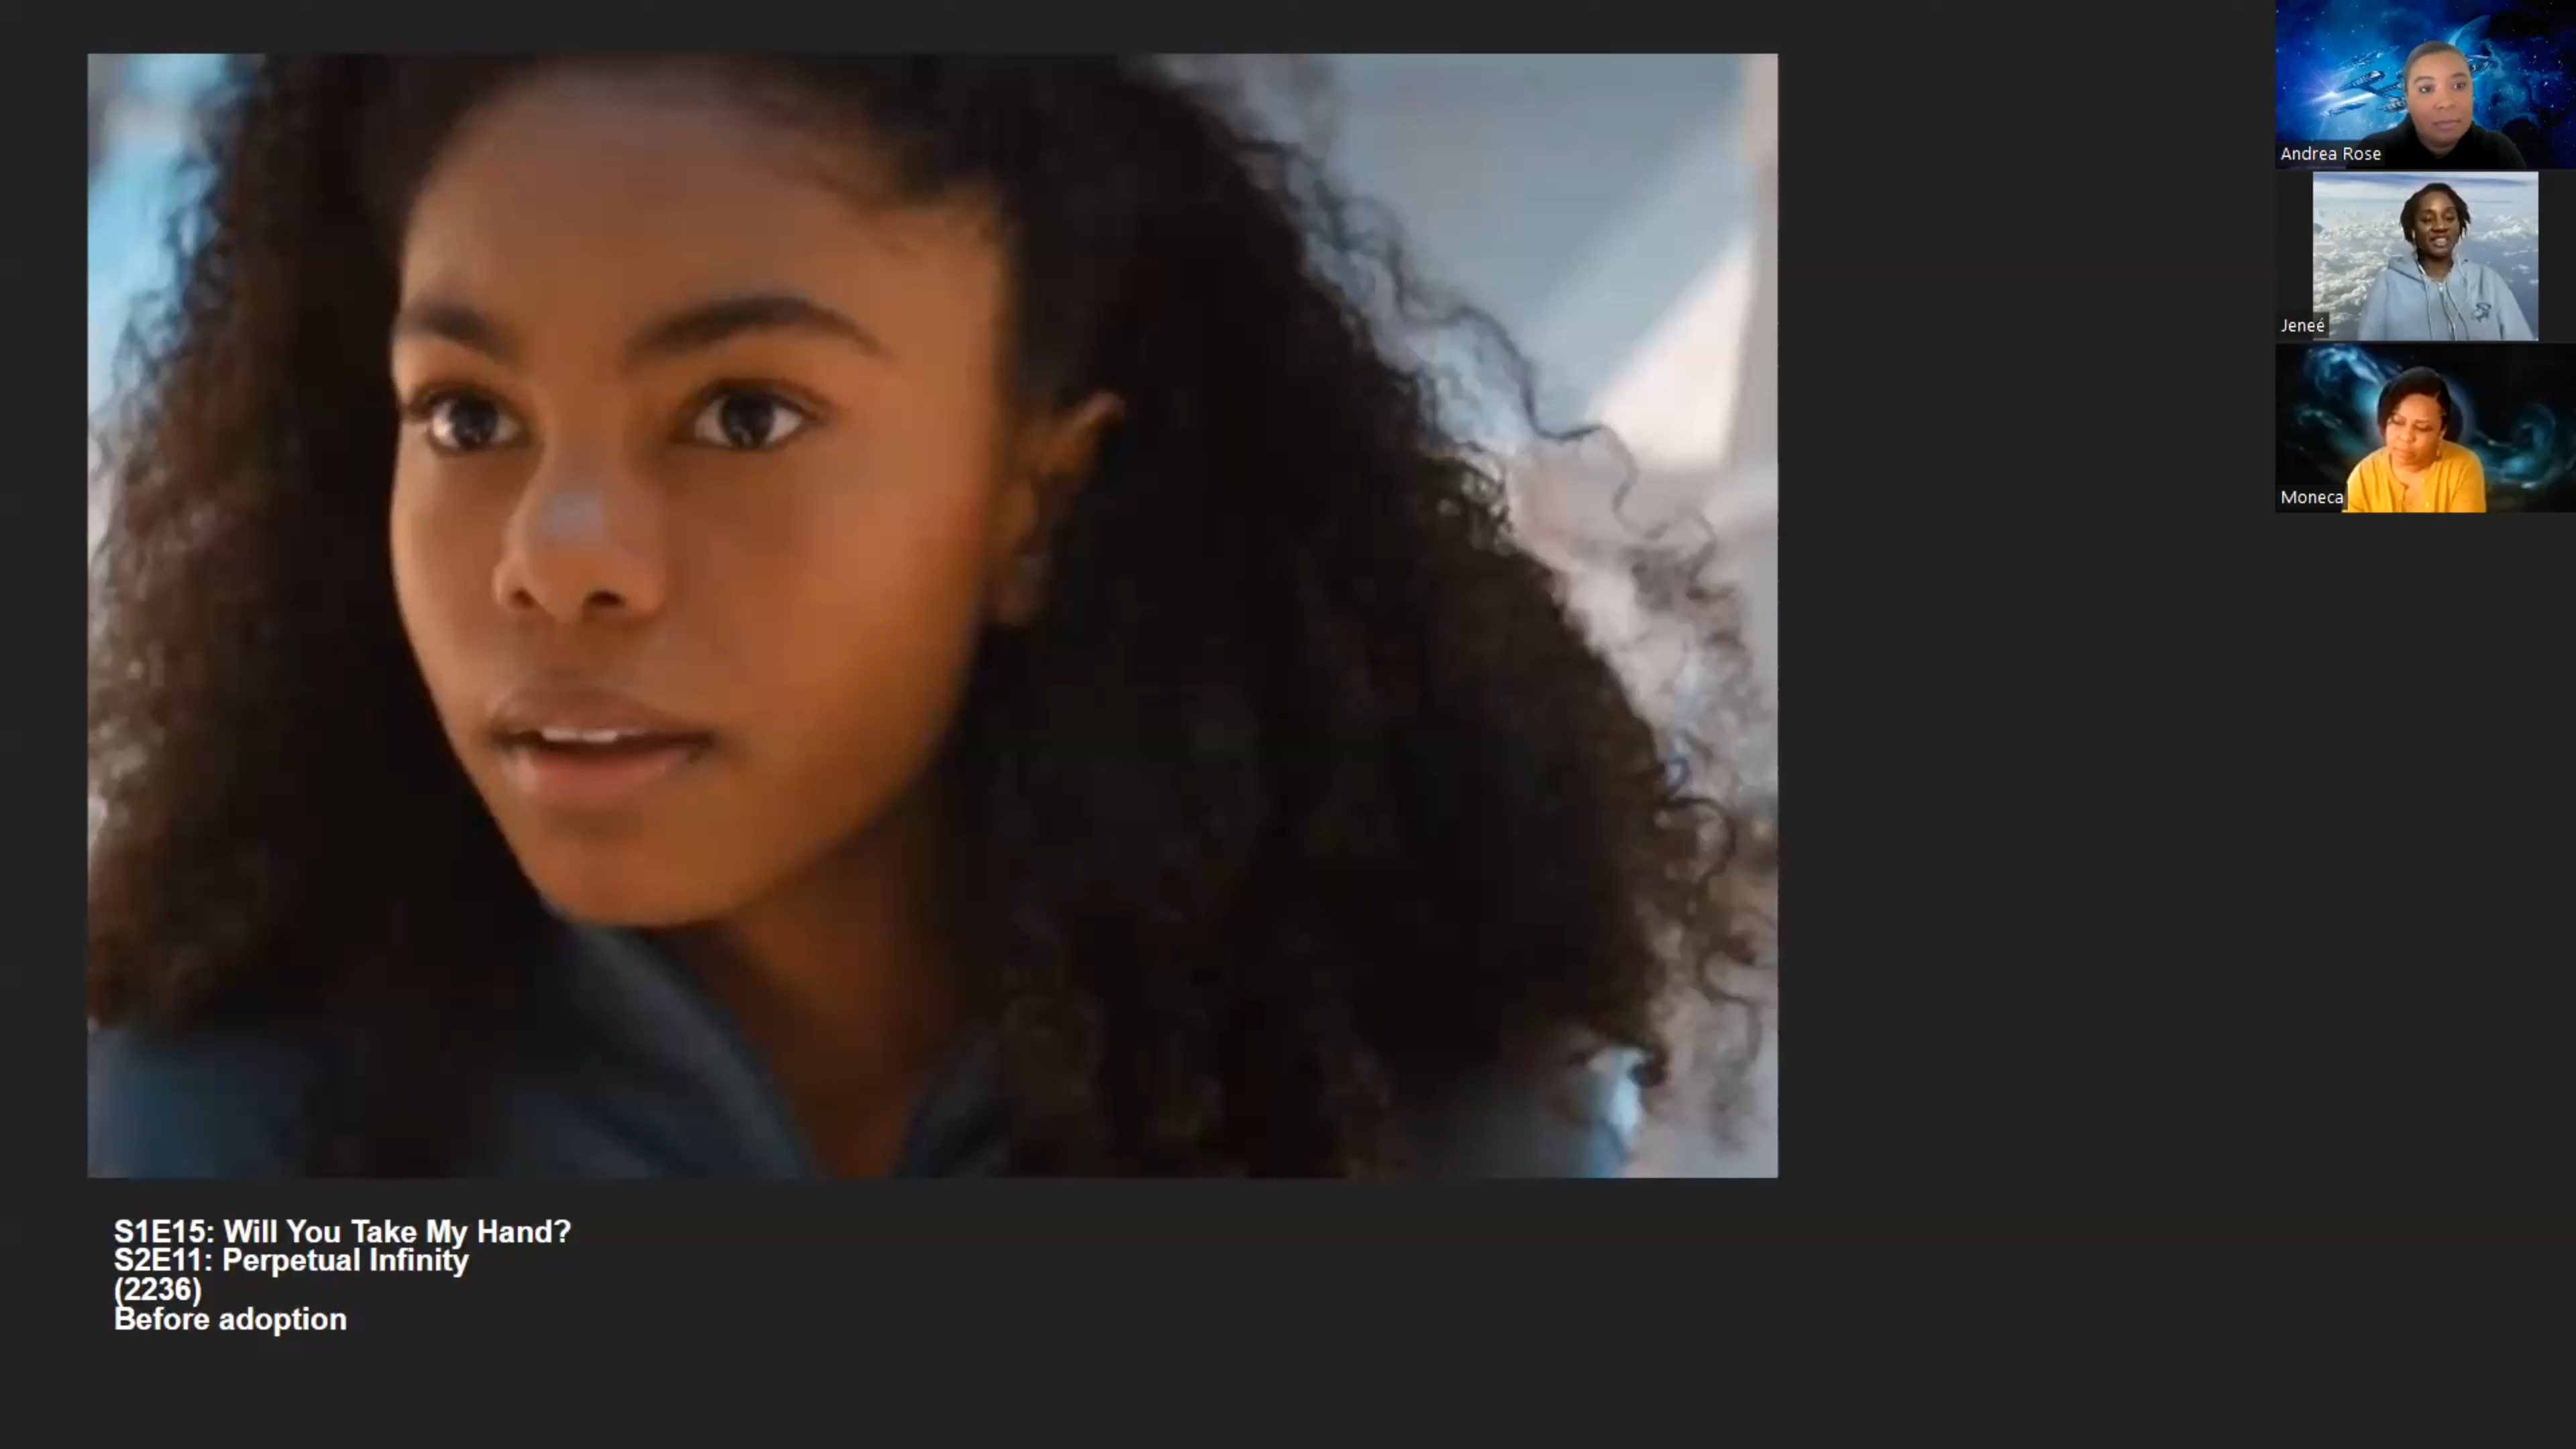 Andrea Rose
Jeneé
Moneca
S1E15: Will You Take My Hand?
S2E11: Perpetual Infinity
(2236)
Before adoption